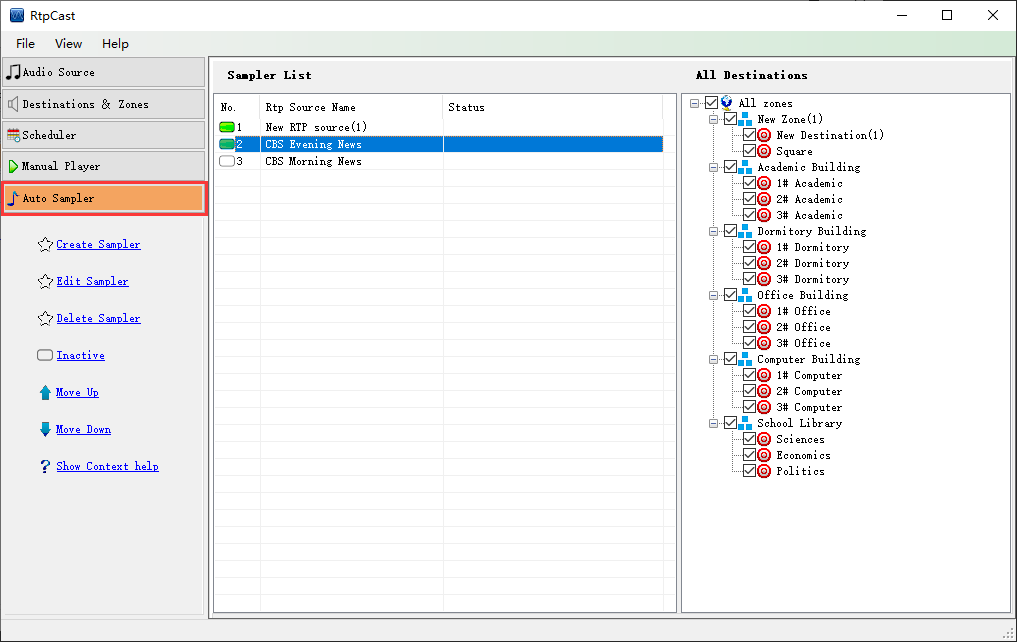 RtpCast
File View Help
Audio Source
Destinations & Zones
Scheduler
Manual Player
Auto Sampler
Create Sampler
Edit Sampler
Delete Sampler
Inactive
Move Up
Move Down
? Show Context help
Sampler List
No. Rtp Source Name Status
1 New RTP source(1)
2 CBS Evening News
3 CBS Morning News
All Destinations
All zones
New Zone(1)
New Destination(1)
Square
Academic Building
1# Academic
2# Academic
3# Academic
Dormitory Building
1# Dormitory
2# Dormitory
3# Dormitory
Office Building
1# Office
2# Office
3# Office
Computer Building
1# Computer
2# Computer
3# Computer
School Library
Sciences
Economics
Politics